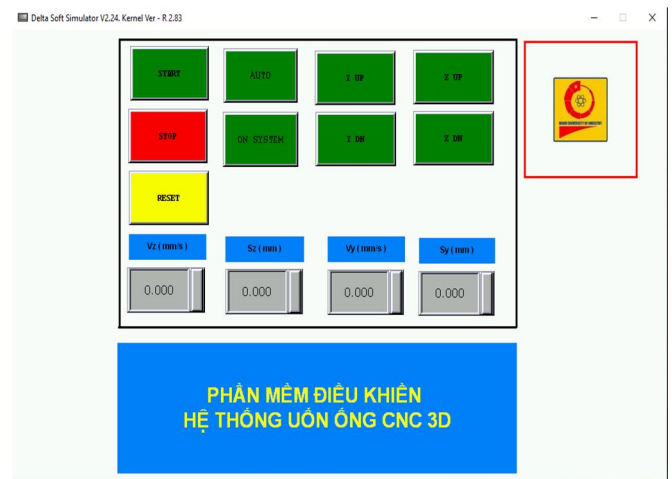 Delta Soft Simulator V2.24. Kernel Ver - R 2.83
START
AUTO
Y UP
Z UP
STOP
ON SYSTEM
Y DN
Z DN
RESET
Vz ( mm/s )
Sz ( mm )
Vy ( mm/s )
Sy ( mm )
0.000
0.000
0.000
0.000
PHẦN MỀM ĐIỀU KHIỂN
HỆ THỐNG UỐN ỐNG CNC 3D